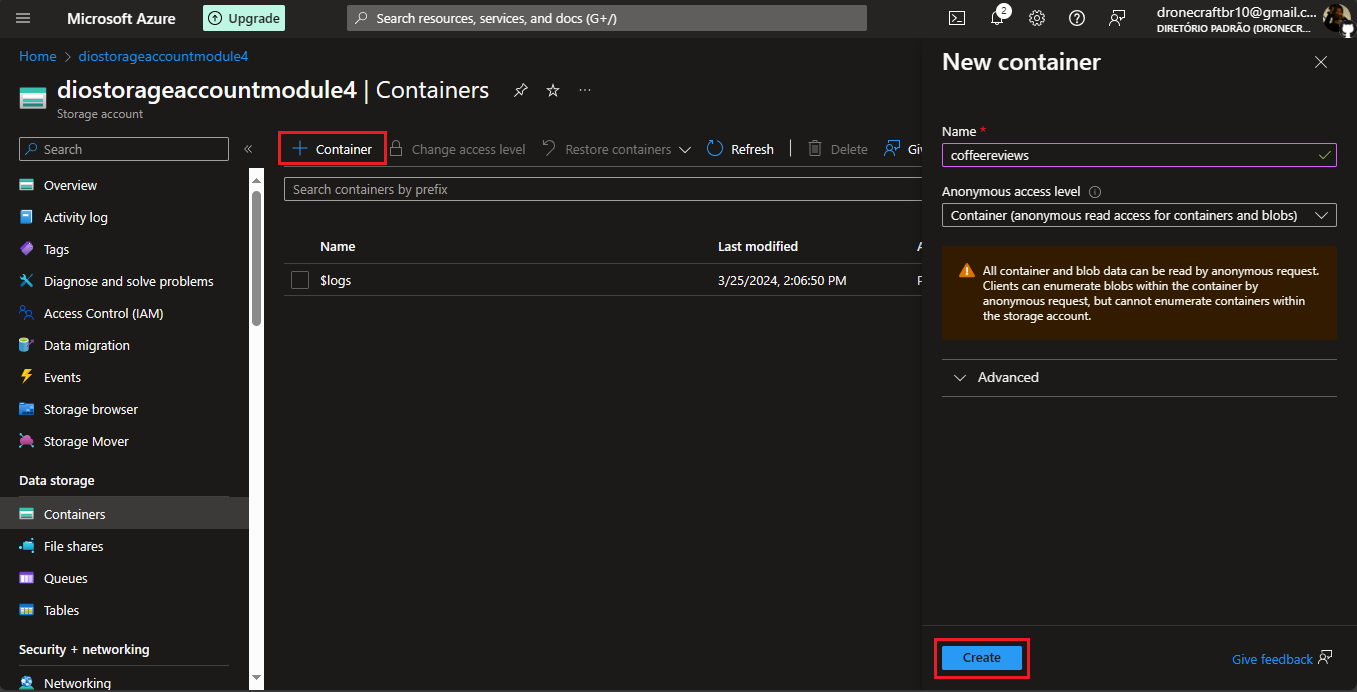 Microsoft Azure
Upgrade
Search resources, services, and docs (G+/)
2
dronecraftbr10@gmail.c...
DIRETÓRIO PADRÃO (DRONECR...
Home > diostorageaccountmodule4
diostorageaccountmodule4 | Containers
...
Storage account
Search
«
Overview
Activity log
Tags
Diagnose and solve problems
Access Control (IAM)
Data migration
Events
Storage browser
Storage Mover
Data storage
Containers
File shares
Queues
Tables
Security + networking
Networking
+ Container
Change access level
Restore containers
Refresh
Delete
Search containers by prefix
Name
Last modified
$logs
3/25/2024, 2:06:50 PM
New container
Name *
coffeereviews
Anonymous access level
Container (anonymous read access for containers and blobs)
All container and blob data can be read by anonymous request.
Clients can enumerate blobs within the container by
anonymous request, but cannot enumerate containers within
the storage account.
Advanced
Create
Give feedback